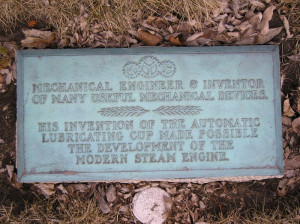 MECHANICAL ENGINEER & INVENTOR
OF MANY USEFUL MECHANICAL DEVICES.
HIS INVENTION OF THE AUTOMATIC
LUBRICATING CUP MADE POSSIBLE
THE DEVELOPMENT OF THE
MODERN STEAM ENGINE.